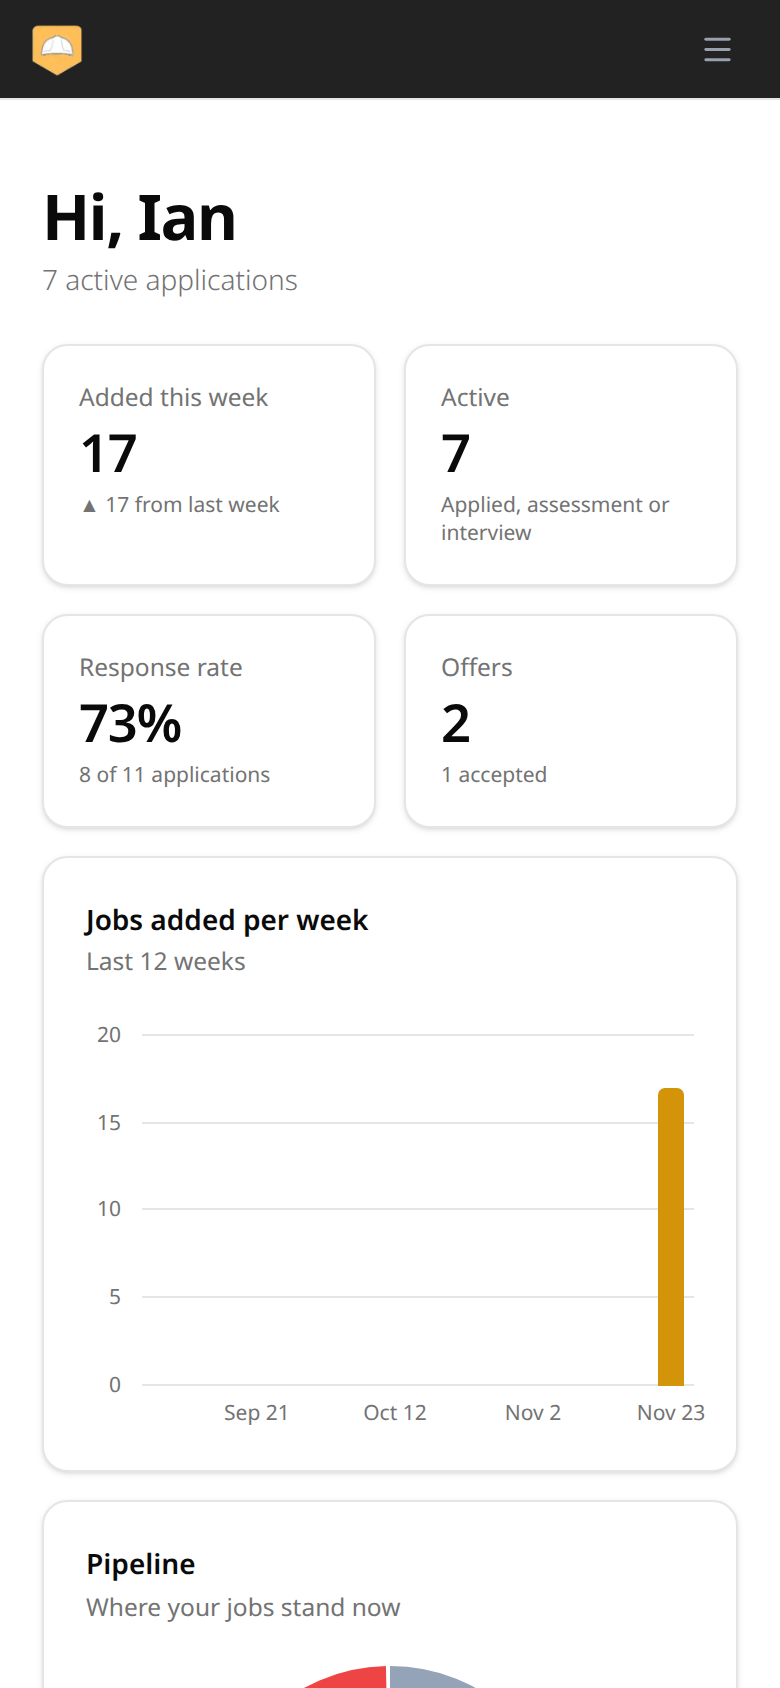 Hi, Ian
7 active applications
Added this week
17
▲ 17 from last week
Active
7
Applied, assessment or
interview
Response rate
73%
8 of 11 applications
Offers
2
1 accepted
Jobs added per week
Last 12 weeks
20
15
10
5
0
Sep 21
Oct 12
Nov 2
Nov 23
Pipeline
Where your jobs stand now